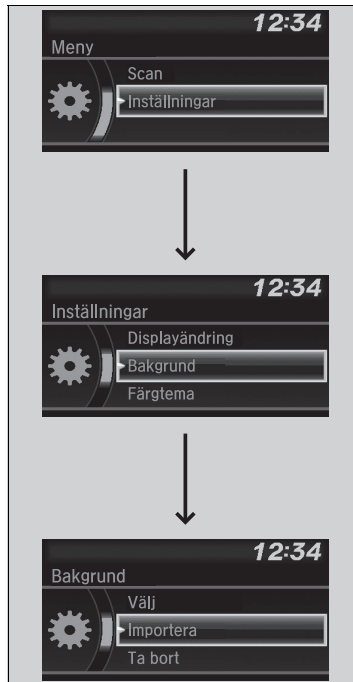 12:34
Meny
Scan
Inställningar
12:34
Inställningar
Displayändring
Bakgrund
Färgtema
12:34
Bakgrund
Välj
Importera
Ta bort